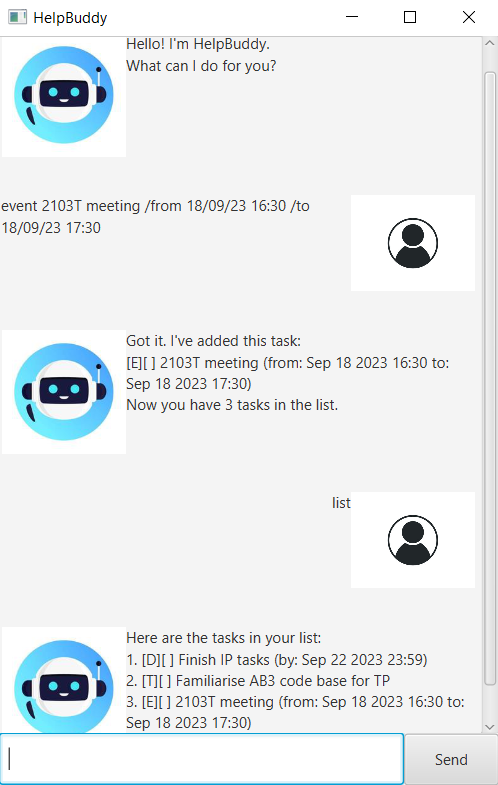 HelpBuddy
Hello! I'm HelpBuddy.
What can I do for you?
event 2103T meeting /from 18/09/23 16:30 /to
18/09/23 17:30
Got it. I've added this task:
[E][ ] 2103T meeting (from: Sep 18 2023 16:30 to:
Sep 18 2023 17:30)
Now you have 3 tasks in the list.
list
Here are the tasks in your list:
1. [D][ ] Finish IP tasks (by: Sep 22 2023 23:59)
2. [T][ ] Familiarise AB3 code base for TP
3. [E][ ] 2103T meeting (from: Sep 18 2023 16:30 to:
Sep 18 2023 17:30)
Send